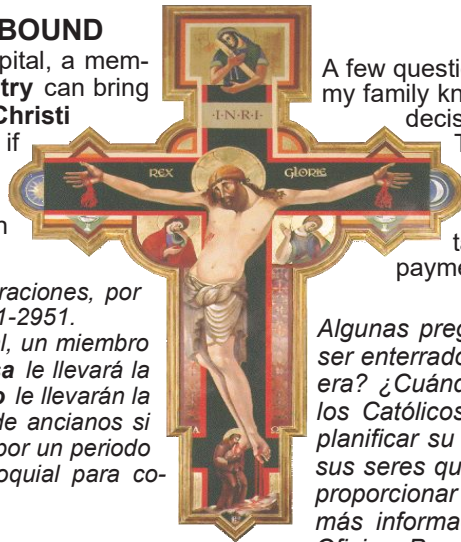 BOUND
pital, a mem-
try can bring
Christi
if
n
raciones, por
1-2951.
l, un miembro
sa le llevará la
o le llevarán la
de ancianos si
por un periodo
oquial para co-
·I·N·R·I·
REX GLORIE
Α Ω
A few questi
my family kn
decis
T
ta
payme
Algunas preg
ser enterrado
era? ¿Cuánd
los Católicos
planificar su
sus seres qu
proporcionar
más informa